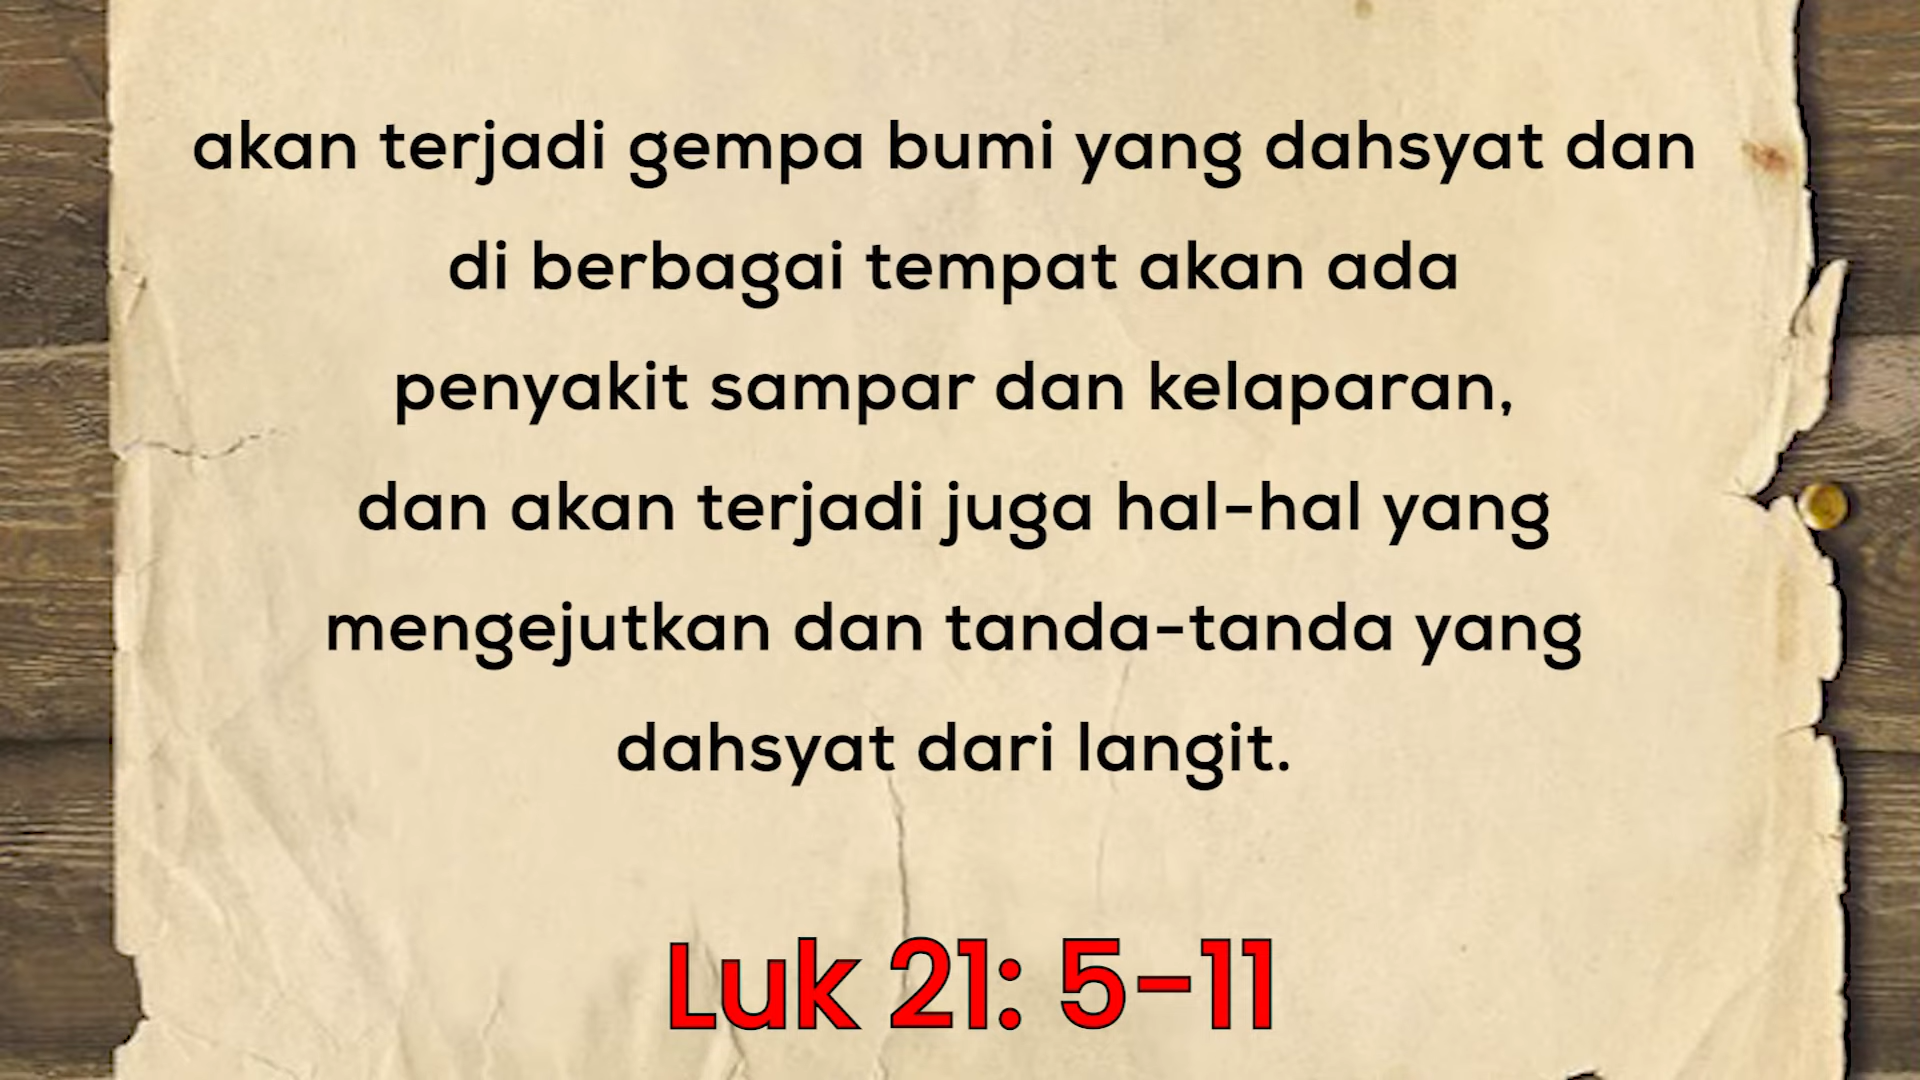 akan terjadi gempa bumi yang dahsyat dan
di berbagai tempat akan ada
penyakit sampar dan kelaparan,
dan akan terjadi juga hal-hal yang
mengejutkan dan tanda-tanda yang
dahsyat dari langit.
Luk 21: 5-11